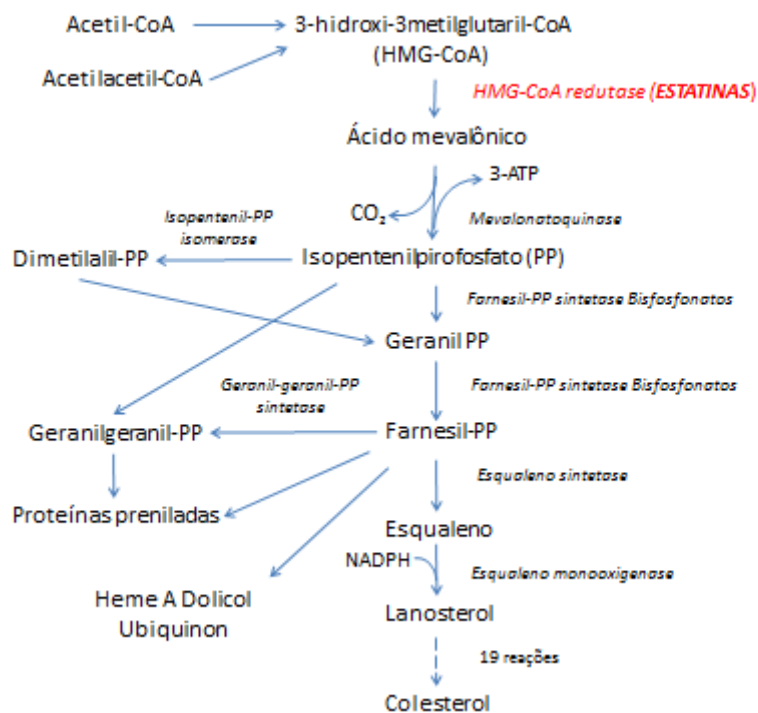 Acetil-CoA
3-hidroxi-3metilglutaril-CoA
(HMG-CoA)
Acetilacetil-CoA
HMG-CoA redutase (ESTATINAS)
Ácido mevalônico
3-ATP
CO₂
Mevalonatoquinase
Isopentenil-PP
isomerase
Dimetilalil-PP
Isopentenilpirofosfato (PP)
Farnesil-PP sintetase Bisfosfonatos
Geranil PP
Geranil-geranil-PP
sintetase
Farnesil-PP sintetase Bisfosfonatos
Geranilgeranil-PP
Farnesil-PP
Esqualeno sintetase
Proteínas preniladas
Esqualeno
NADPH
Esqualeno monooxigenase
Heme A Dolicol
Ubiquinon
Lanosterol
19 reações
Colesterol